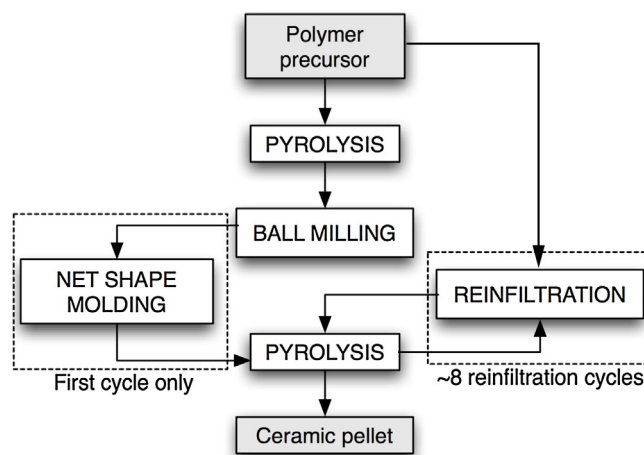 Polymer
precursor
PYROLYSIS
BALL MILLING
NET SHAPE
MOLDING
REINFILTRATION
PYROLYSIS
First cycle only
~8 reinfiltration cycles
Ceramic pellet